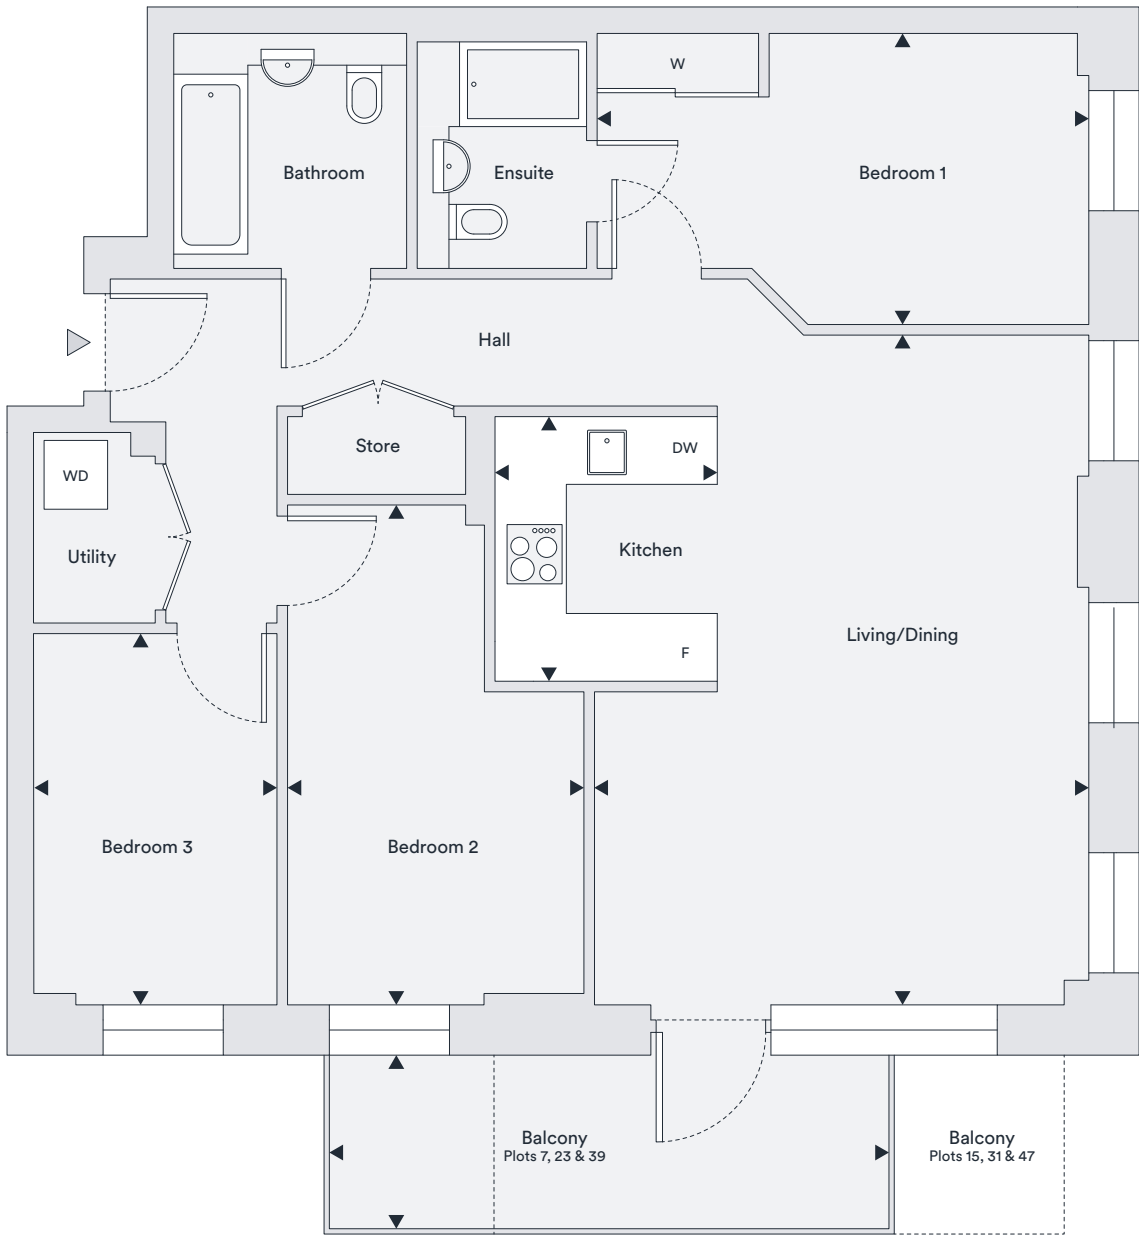 W
Bathroom
Ensuite
Bedroom 1
Hall
Store
DW
WD
Kitchen
Utility
Living/Dining
F
Bedroom 3
Bedroom 2
Balcony
Plots 7, 23 & 39
Balcony
Plots 15, 31 & 47